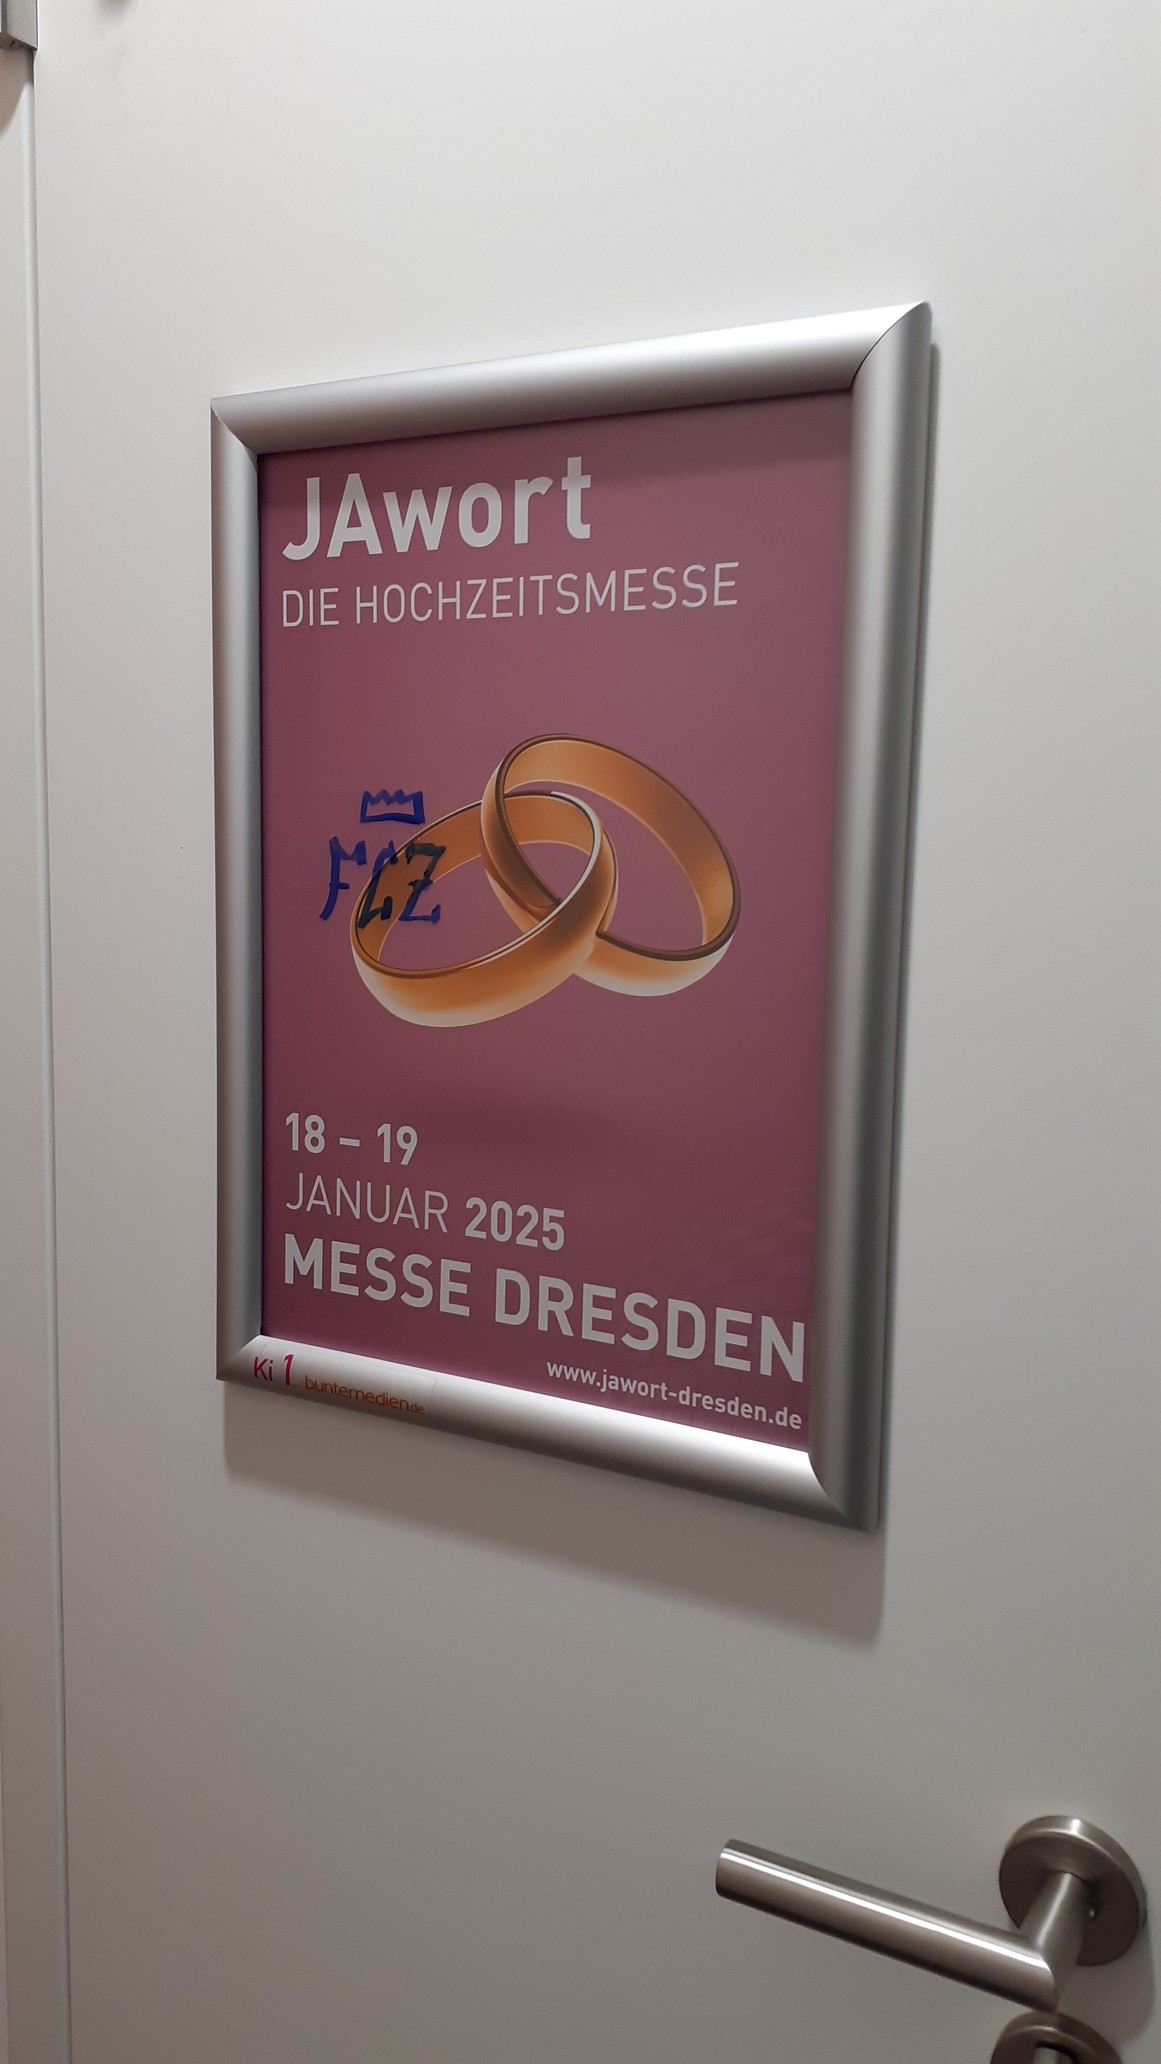 JAwort
DIE HOCHZEITSMESSE
FCZ
18 – 19
JANUAR 2025
MESSE DRESDEN
www.jawort-dresden.de
Ki 1 buntemedien.de